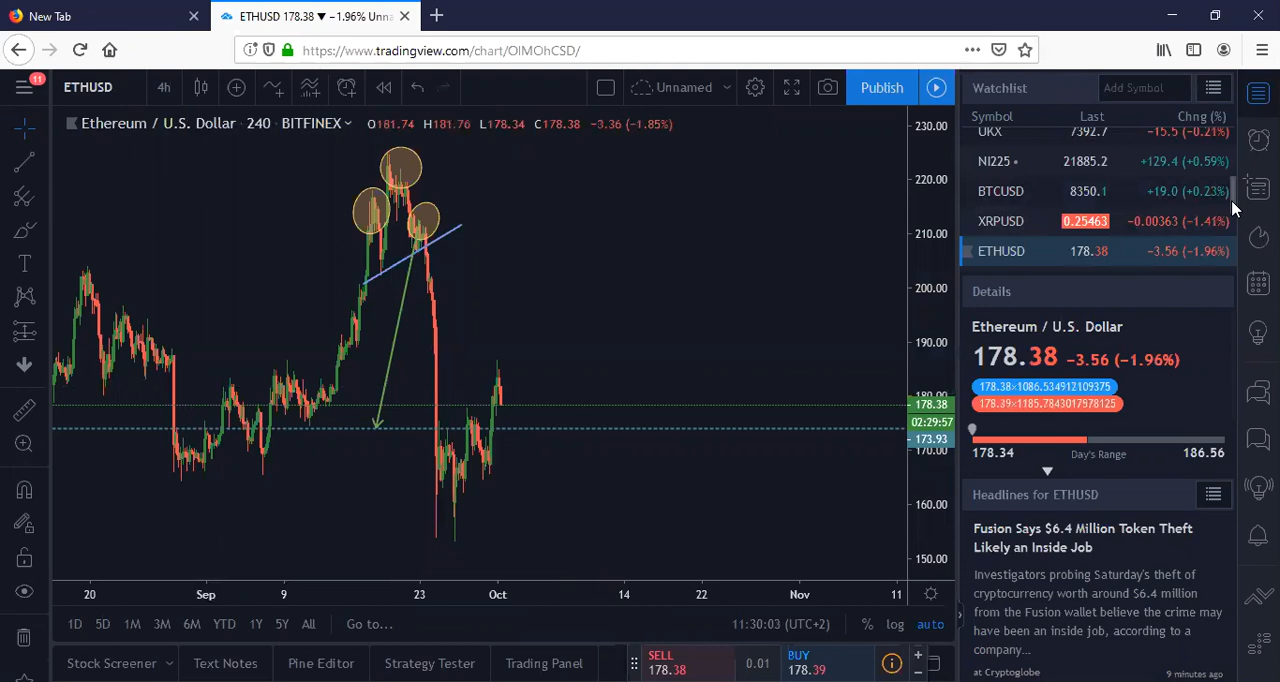 New Tab
ETHUSD 178.38 ▼ −1.96% Unna
https://www.tradingview.com/chart/OIMOhCSD/
11
ETHUSD
4h
Unnamed
Publish
Watchlist
Add Symbol
Ethereum / U.S. Dollar · 240 · BITFINEX
O181.74 H181.76 L178.34 C178.38 −3.36 (−1.85%)
Symbol Last Chng (%)
UKX 7392.7 −15.5 (−0.21%)
NI225 21885.2 +129.4 (+0.59%)
BTCUSD 8350.1 +19.0 (+0.23%)
XRPUSD 0.25463 −0.00363 (−1.41%)
ETHUSD 178.38 −3.56 (−1.96%)
230.00
220.00
210.00
200.00
190.00
180.00
178.38
02:29:57
173.93
170.00
160.00
150.00
Details
Ethereum / U.S. Dollar
178.38 −3.56 (−1.96%)
178.38×1086.534912109375
178.39×1185.7843017978125
178.34 Day's Range 186.56
Headlines for ETHUSD
Fusion Says $6.4 Million Token Theft
Likely an Inside Job
Investigators probing Saturday's theft of
cryptocurrency worth around $6.4 million
from the Fusion wallet believe the crime may
have been an inside job, according to a
company...
at Cryptoglobe 9 minutes ago
20 Sep 9 23 Oct 14 22 Nov 11
1D 5D 1M 3M 6M YTD 1Y 5Y All Go to...
11:30:03 (UTC+2) % log auto
Stock Screener Text Notes Pine Editor Strategy Tester Trading Panel
SELL
178.38
0.01
BUY
178.39